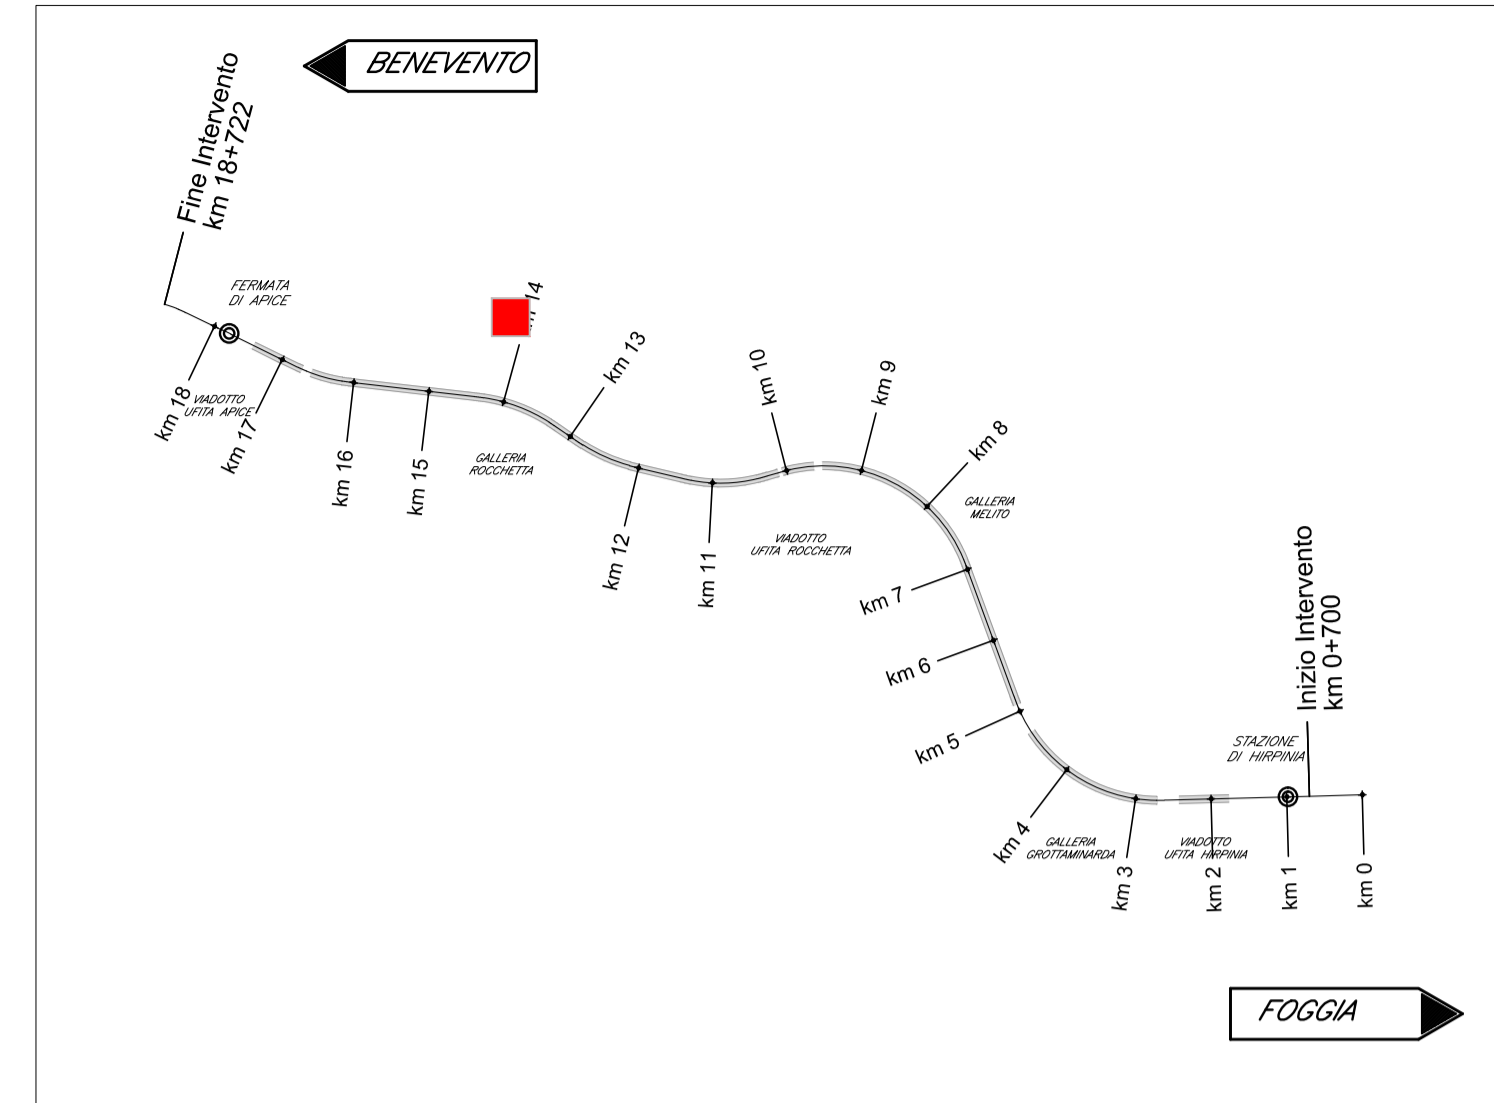 BENEVENTO
Fine Intervento
km 18+722
FERMATA
DI APICE
14
km 13
km 10
km 9
km 8
km 18
VIADOTTO
UFITA APICE
km 17
km 16
km 15
GALLERIA
ROCCHETTA
km 12
km 11
VIADOTTO
UFITA ROCCHETTA
GALLERIA
MELITO
km 7
km 6
km 5
Inizio Intervento
km 0+700
STAZIONE
DI HIRPINIA
km 4
GALLERIA
GROTTAMINARDA
km 3
VIADOTTO
UFITA HIRPINIA
km 2
km 1
km 0
FOGGIA